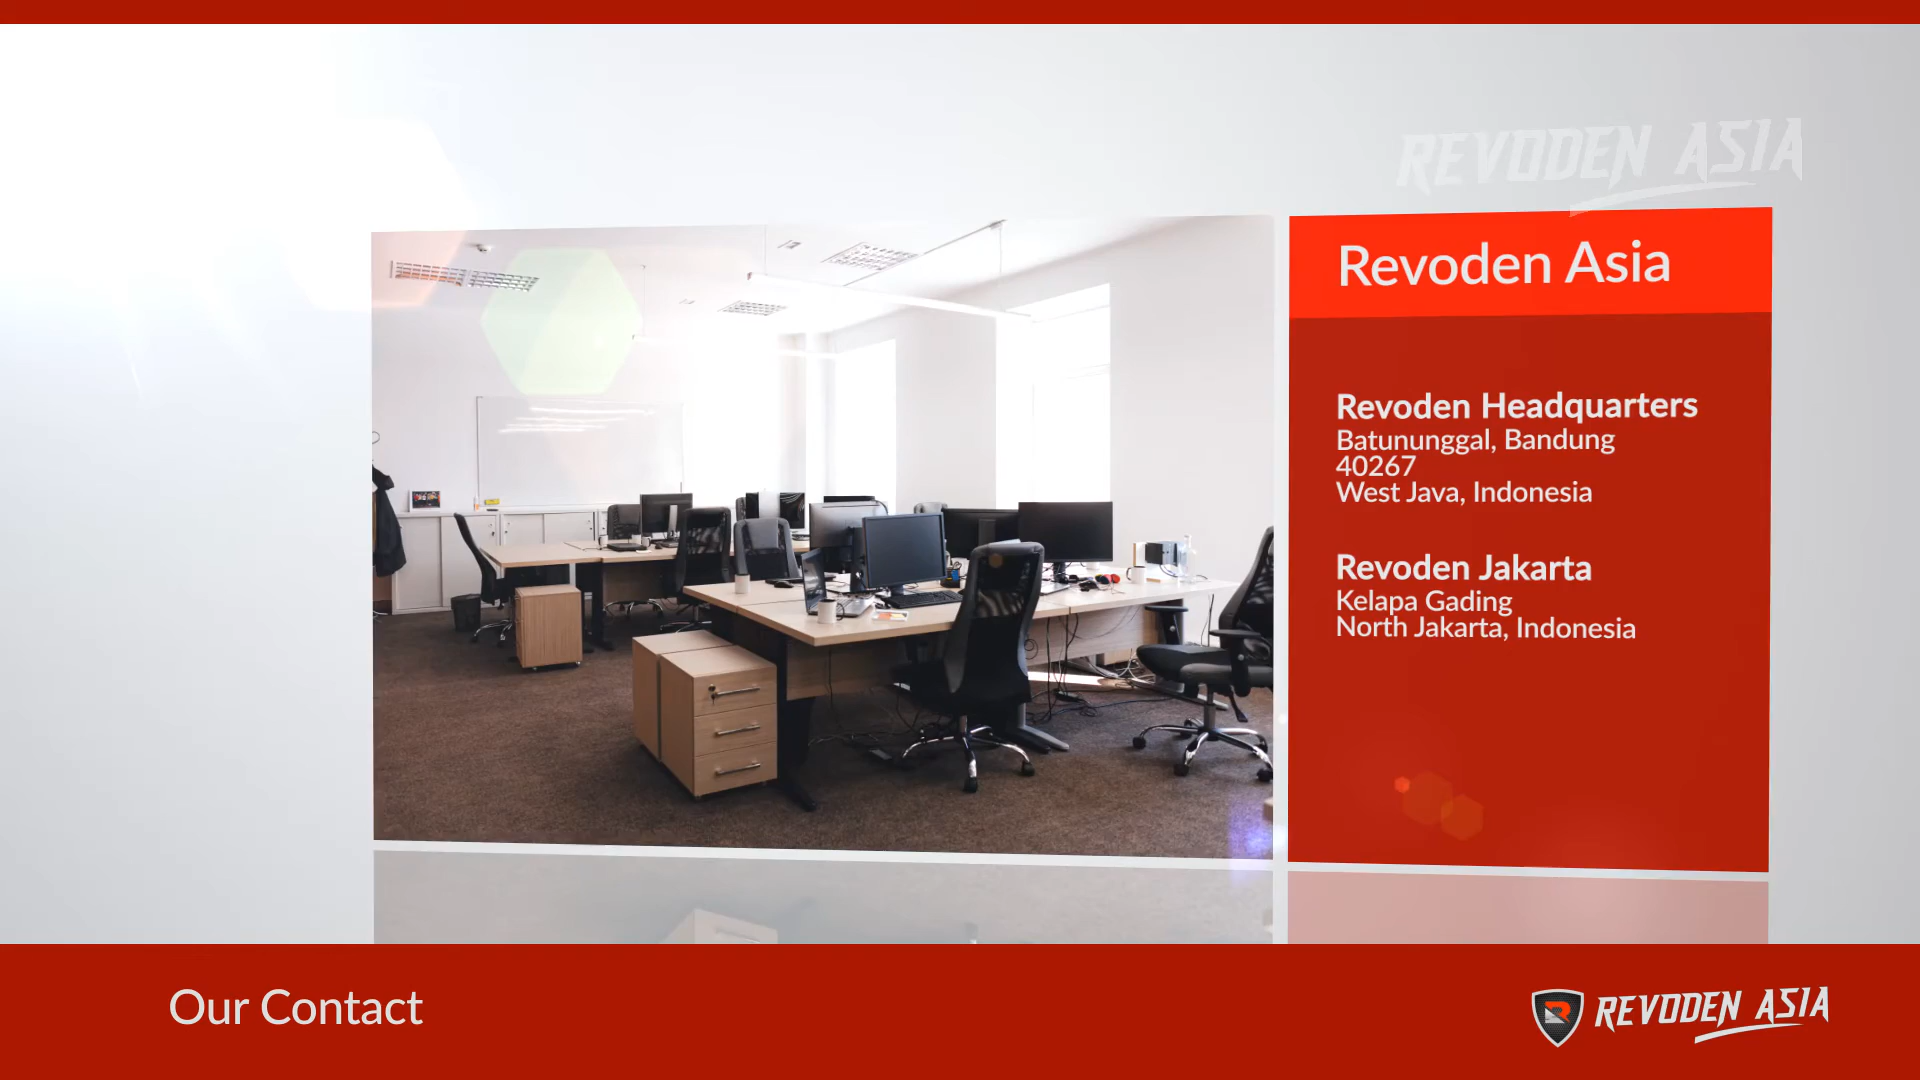 REVODEN ASIA
Revoden Asia
Revoden Headquarters
Batununggal, Bandung
40267
West Java, Indonesia
Revoden Jakarta
Kelapa Gading
North Jakarta, Indonesia
Our Contact
REVODEN ASIA